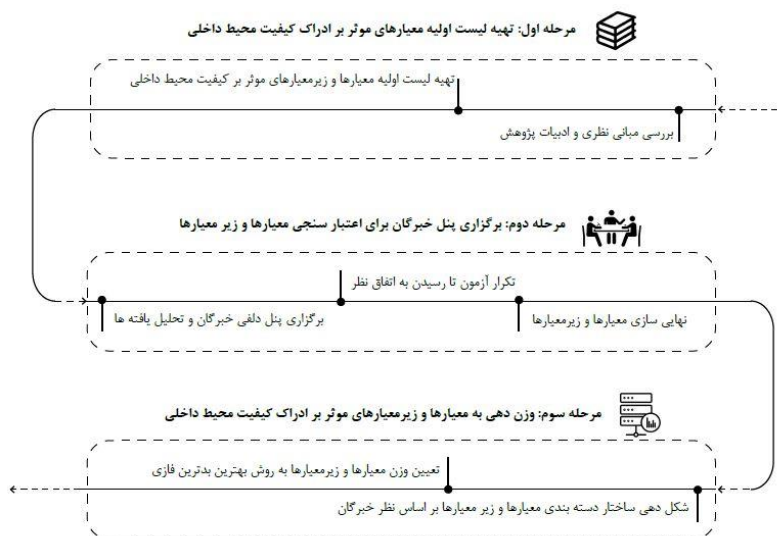 مرحله اول: تهیه لیست اولیه معیارهای موثر بر ادراک کیفیت محیط داخلی
تهیه لیست اولیه معیارها و زیرمعیارهای موثر بر کیفیت محیط داخلی
بررسی مبانی نظری و ادبیات پژوهش
مرحله دوم: برگزاری پنل خبرگان برای اعتبار سنجی معیارها و زیر معیارها
تکرار آزمون تا رسیدن به اتفاق نظر
برگزاری پنل دلفی خبرگان و تحلیل یافته ها
نهایی سازی معیارها و زیرمعیارها
مرحله سوم: وزن دهی به معیارها و زیرمعیارهای موثر بر ادراک کیفیت محیط داخلی
تعیین وزن معیارها و زیرمعیارها به روش بهترین بدترین فازی
شکل دهی ساختار دسته بندی معیارها و زیر معیارها بر اساس نظر خبرگان